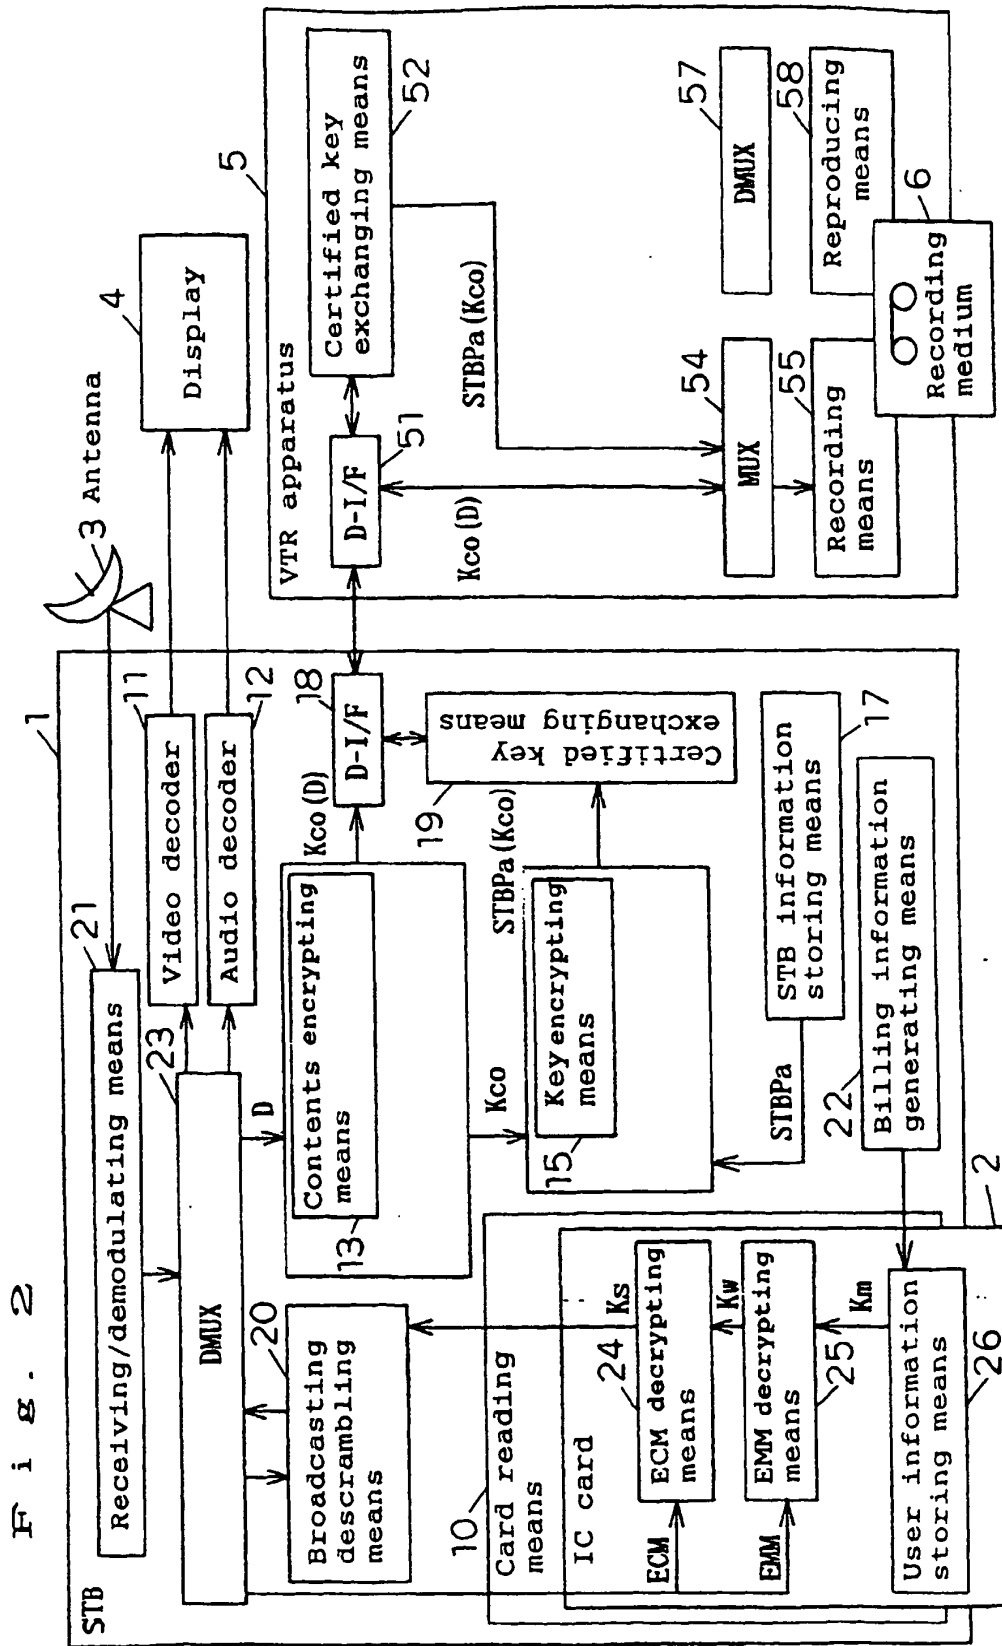 Fig. 2
STB
1
Receiving/demodulating means
21
3 Antenna
4
Display
DMUX
23
Video decoder
11
Audio decoder
12
D
Broadcasting
descrambling
means
20
Contents encrypting
means
13
Kco(D)
D-I/F
18
Kco
STBPa(Kco)
Key encrypting
means
15
Certified key
exchanging means
19
STBPa
STB information
storing means
17
Billing information
generating means
22
10
Card reading
means
IC card
2
Ks
ECM
ECM decrypting
means
24
Kw
EMM
EMM decrypting
means
25
Km
User information
storing means
26
5
VTR apparatus
D-I/F
51
Certified key
exchanging means
52
Kco(D)
STBPa(Kco)
MUX
54
DMUX
57
Recording
means
55
Reproducing
means
58
Recording
medium
6